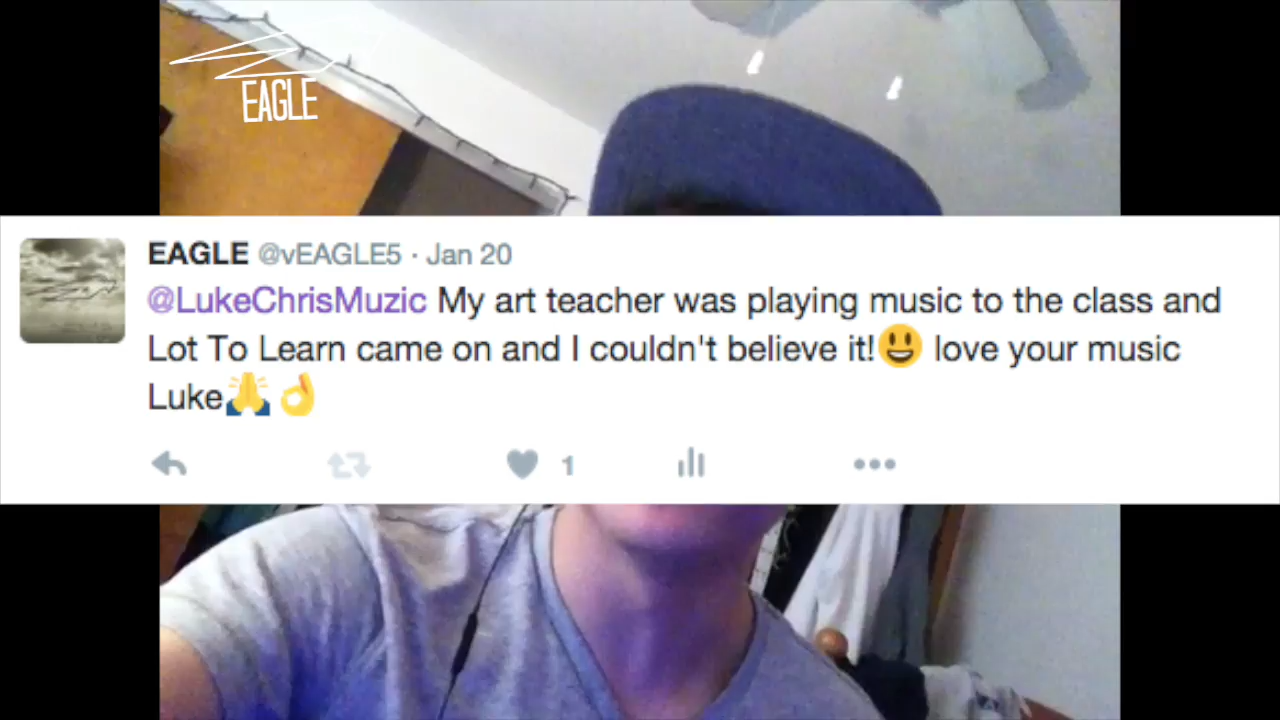 EAGLE
EAGLE @vEAGLE5 · Jan 20
@LukeChrisMuzic My art teacher was playing music to the class and
Lot To Learn came on and I couldn't believe it!😃 love your music
Luke🙏👌
1